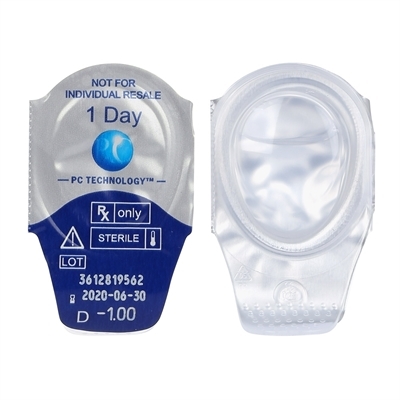 NOT FOR
INDIVIDUAL RESALE
1 Day
PC
PC TECHNOLOGY™
Rx only
STERILE
LOT
3612819562
2020-06-30
D -1.00